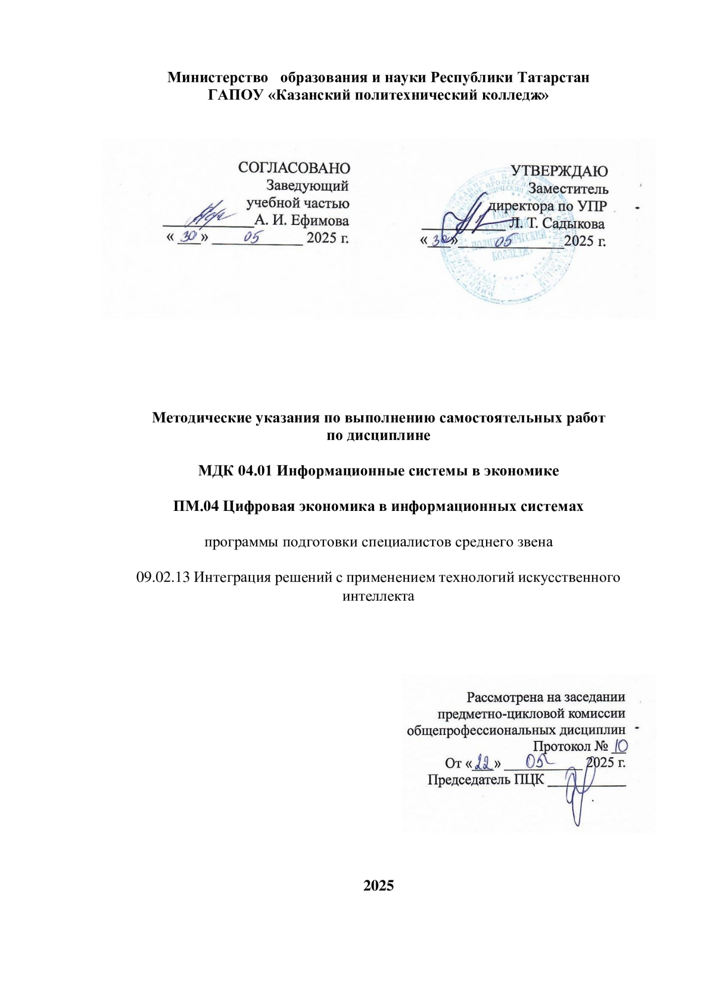 Министерство образования и науки Республики Татарстан
ГАПОУ «Казанский политехнический колледж»
СОГЛАСОВАНО
Заведующий
учебной частью
А. И. Ефимова
« 30 » 05 2025 г.
УТВЕРЖДАЮ
Заместитель
директора по УПР
Л. Т. Садыкова
« 30 » 05 2025 г.
КАЗАНСКИЙ
ПОЛИТЕХНИЧЕСКИЙ
КОЛЛЕДЖ»
Методические указания по выполнению самостоятельных работ
по дисциплине
МДК 04.01 Информационные системы в экономике
ПМ.04 Цифровая экономика в информационных системах
программы подготовки специалистов среднего звена
09.02.13 Интеграция решений с применением технологий искусственного
интеллекта
Рассмотрена на заседании
предметно-цикловой комиссии
общепрофессиональных дисциплин
Протокол № 10
От « 22 » 05 2025 г.
Председатель ПЦК
2025